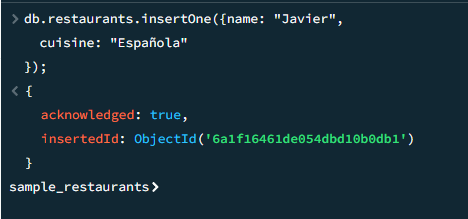 > db.restaurants.insertOne({name: "Javier",
cuisine: "Española"
});
< {
acknowledged: true,
insertedId: ObjectId('6a1f16461de054dbd10b0db1')
}
sample_restaurants>